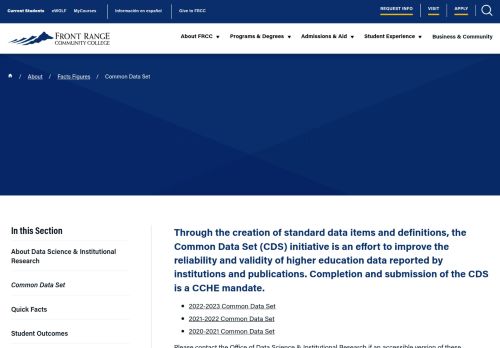 Current Students eWOLF MyCourses Información en español Give to FRCC REQUEST INFO VISIT APPLY
FRONT RANGE
COMMUNITY COLLEGE
About FRCC Programs & Degrees Admissions & Aid Student Experience Business & Community
/ About / Facts Figures / Common Data Set
In this Section
About Data Science & Institutional
Research
Common Data Set
Quick Facts
Student Outcomes
Through the creation of standard data items and definitions, the
Common Data Set (CDS) initiative is an effort to improve the
reliability and validity of higher education data reported by
institutions and publications. Completion and submission of the CDS
is a CCHE mandate.
2022-2023 Common Data Set
2021-2022 Common Data Set
2020-2021 Common Data Set
Please contact the Office of Data Science & Institutional Research if an accessible version of these